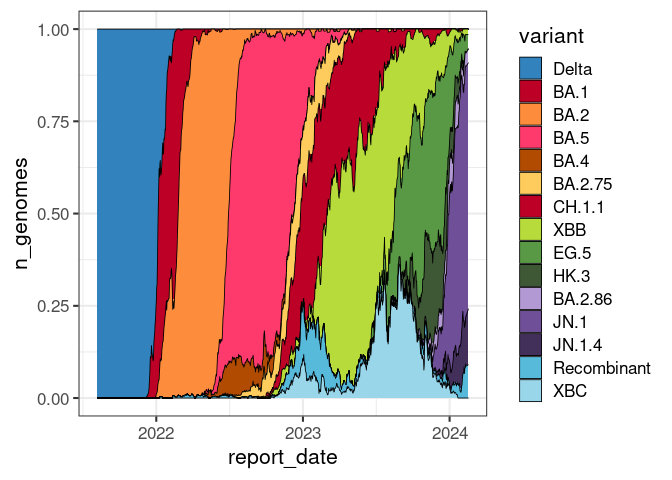 1.00
0.75
0.50
0.25
0.00
n_genomes
2022
2023
2024
report_date
variant
Delta
BA.1
BA.2
BA.5
BA.4
BA.2.75
CH.1.1
XBB
EG.5
HK.3
BA.2.86
JN.1
JN.1.4
Recombinant
XBC